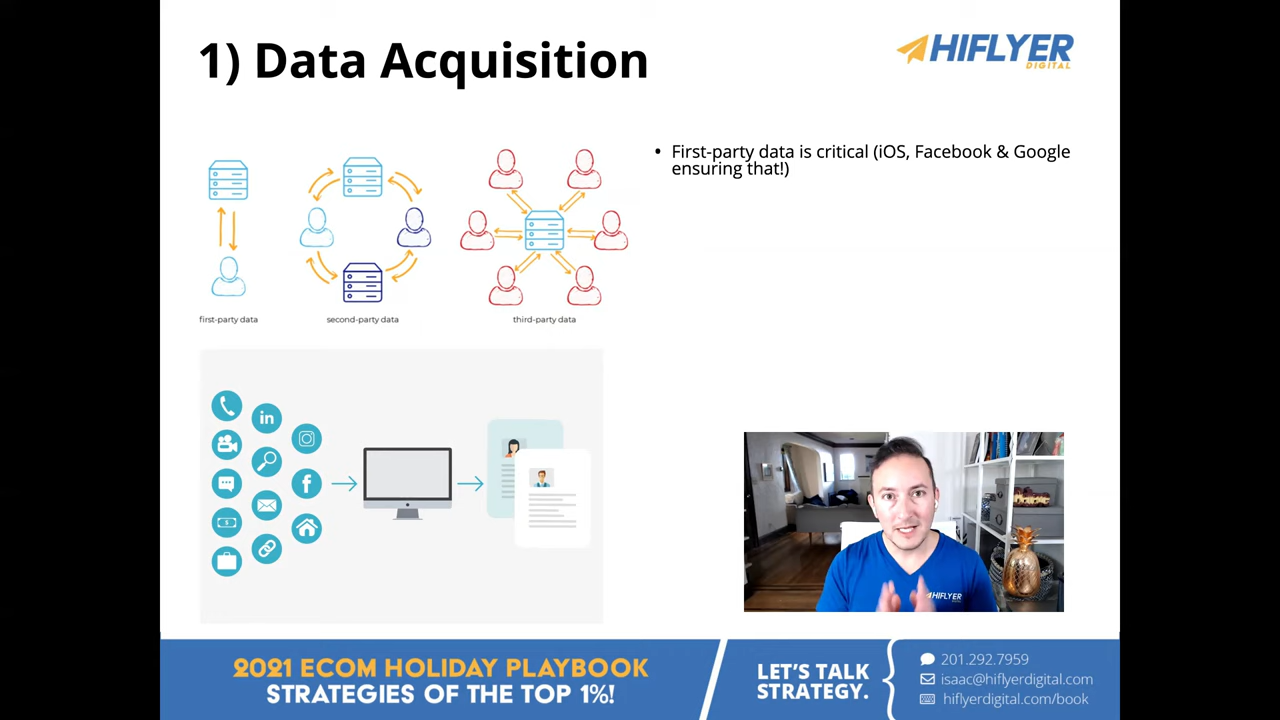 1) Data Acquisition
HIFLYER
DIGITAL
• First-party data is critical (iOS, Facebook & Google
ensuring that!)
first-party data
second-party data
third-party data
in
f
HIFLYER
2021 ECOM HOLIDAY PLAYBOOK
STRATEGIES OF THE TOP 1%!
LET'S TALK
STRATEGY.
201.292.7959
isaac@hiflyerdigital.com
hiflyerdigital.com/book